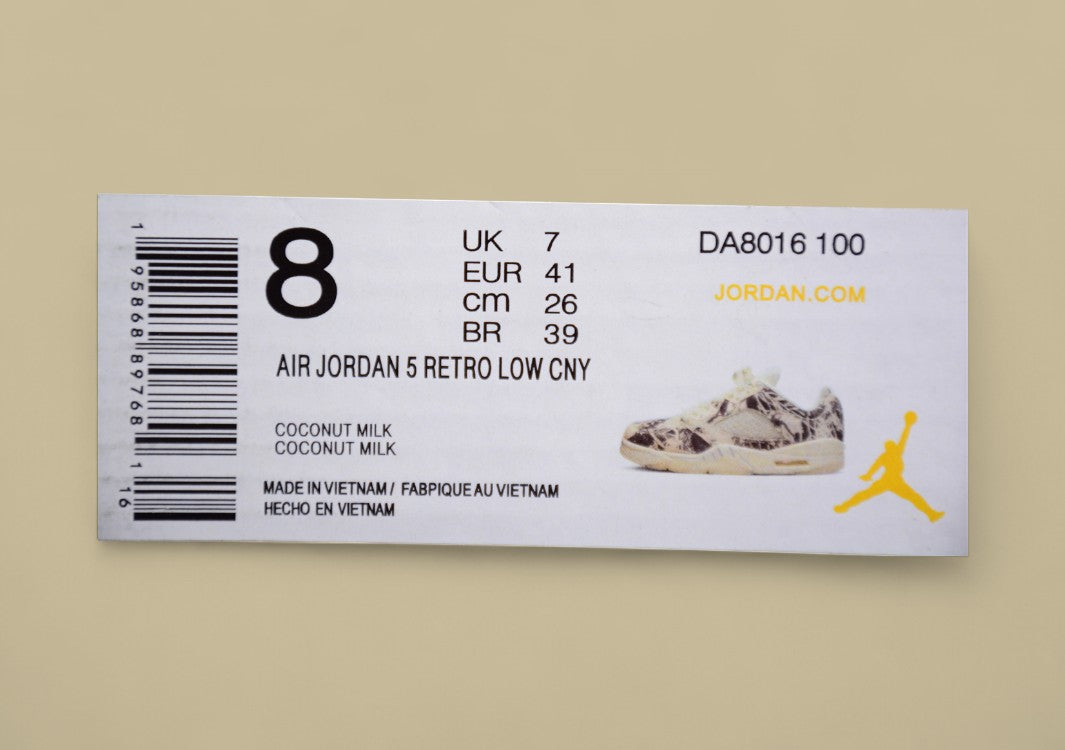 8
UK 7
EUR 41
cm 26
BR 39
AIR JORDAN 5 RETRO LOW CNY
COCONUT MILK
COCONUT MILK
MADE IN VIETNAM / FABPIQUE AU VIETNAM
HECHO EN VIETNAM
DA8016 100
JORDAN.COM
1 95868 89768 1 16